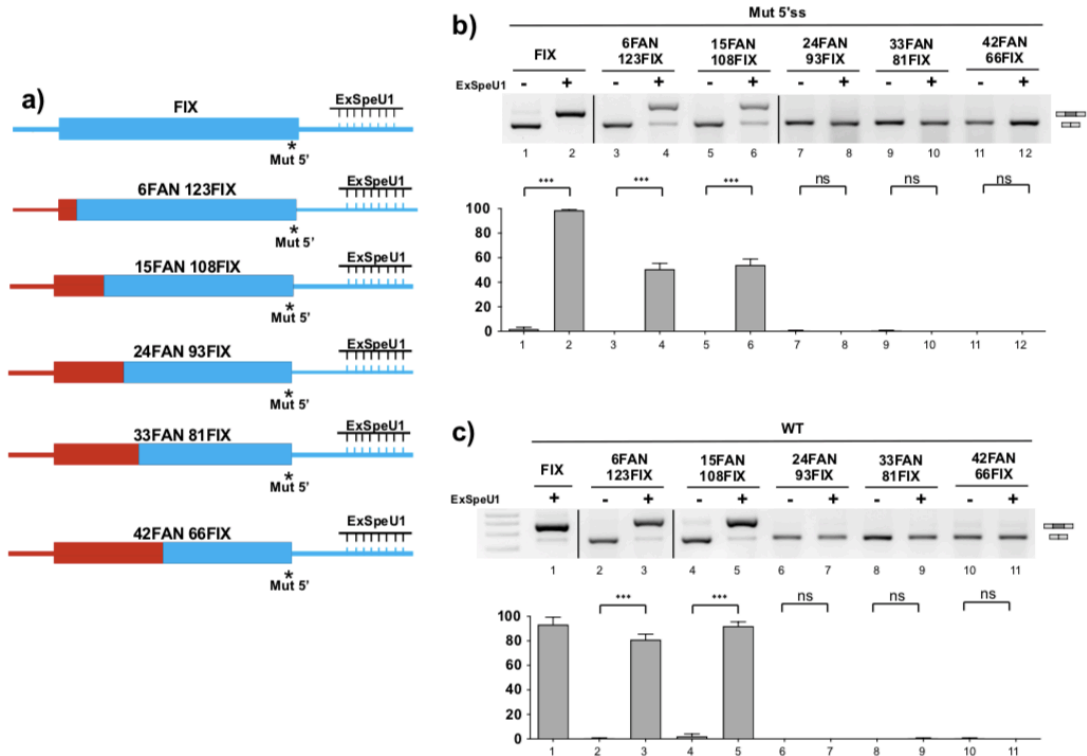 a)
FIX
ExSpeU1
*
Mut 5'
6FAN 123FIX
ExSpeU1
*
Mut 5'
15FAN 108FIX
ExSpeU1
*
Mut 5'
24FAN 93FIX
ExSpeU1
*
Mut 5'
33FAN 81FIX
ExSpeU1
*
Mut 5'
42FAN 66FIX
ExSpeU1
*
Mut 5'
b)
Mut 5'ss
FIX 6FAN 15FAN 24FAN 33FAN 42FAN
123FIX 108FIX 93FIX 81FIX 66FIX
ExSpeU1 - + - + - + - + - + - +
1 2 3 4 5 6 7 8 9 10 11 12
*** *** *** ns ns ns
100
80
60
40
20
0
1 2 3 4 5 6 7 8 9 10 11 12
c)
WT
FIX 6FAN 15FAN 24FAN 33FAN 42FAN
123FIX 108FIX 93FIX 81FIX 66FIX
ExSpeU1 + - + - + - + - + - +
1 2 3 4 5 6 7 8 9 10 11
*** *** ns ns ns
100
80
60
40
20
0
1 2 3 4 5 6 7 8 9 10 11